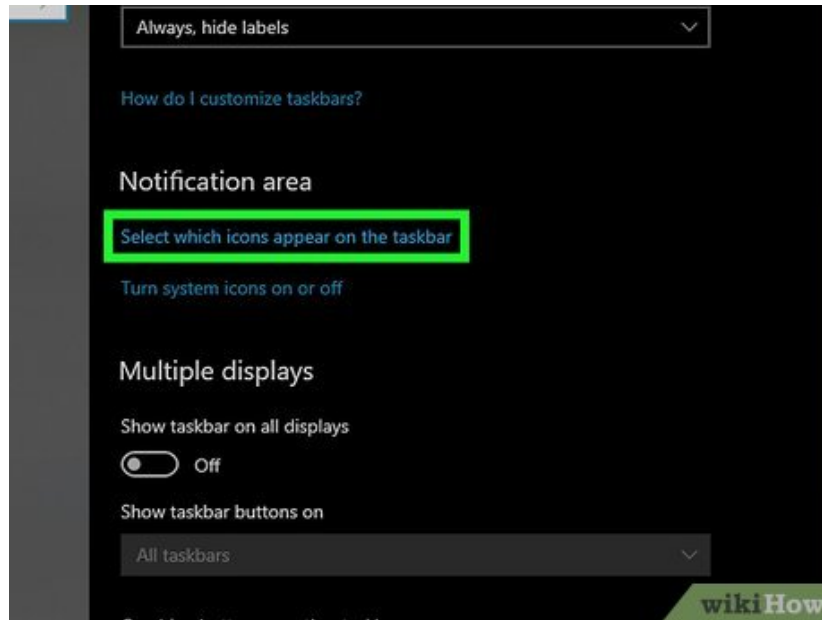 Always, hide labels
How do I customize taskbars?
Notification area
Select which icons appear on the taskbar
Turn system icons on or off
Multiple displays
Show taskbar on all displays
Off
Show taskbar buttons on
All taskbars
wikiHow